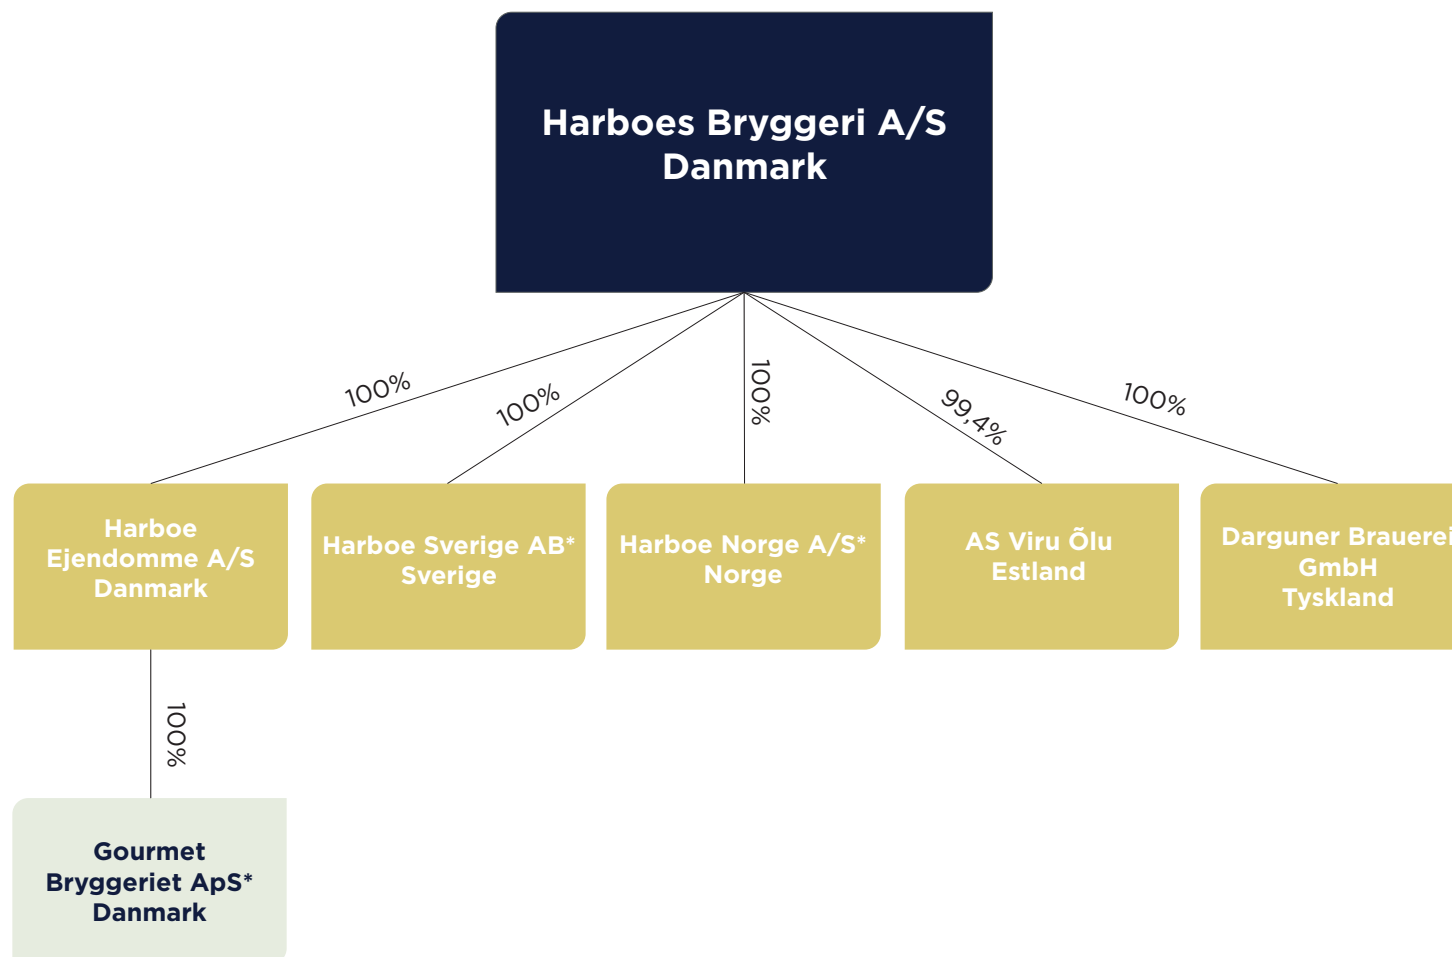 Harboes Bryggeri A/S
Danmark
100%
100%
100%
99,4%
100%
Harboe
Ejendomme A/S
Danmark
Harboe Sverige AB*
Sverige
Harboe Norge A/S*
Norge
AS Viru Õlu
Estland
Darguner Brauerei
GmbH
Tyskland
100%
Gourmet
Bryggeriet ApS*
Danmark